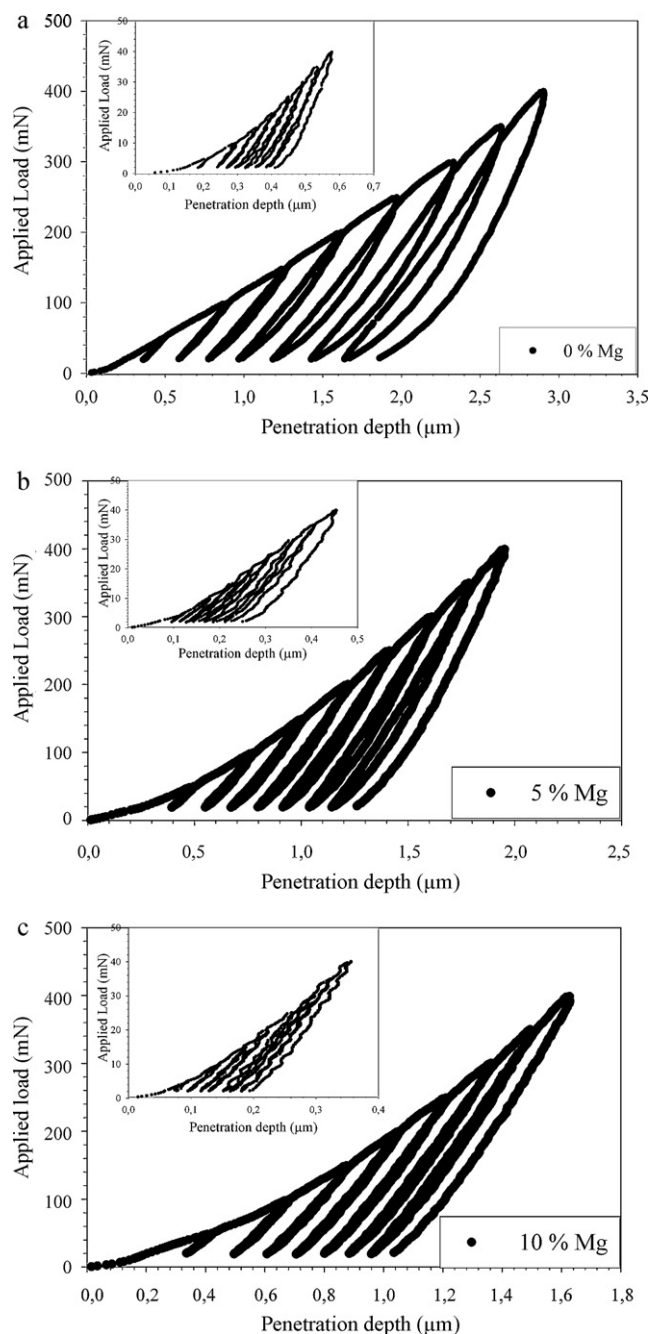 a
500
400
300
200
100
0
Applied Load (mN)
0,0 0,5 1,0 1,5 2,0 2,5 3,0 3,5
Penetration depth (µm)
0 % Mg
50
40
30
20
10
0
Applied Load (mN)
0,0 0,1 0,2 0,3 0,4 0,5 0,6 0,7
Penetration depth (µm)
b
500
400
300
200
100
0
Applied Load (mN)
0,0 0,5 1,0 1,5 2,0 2,5
Penetration depth (µm)
5 % Mg
50
40
30
20
10
0
Applied Load (mN)
0,0 0,1 0,2 0,3 0,4 0,5
Penetration depth (µm)
c
500
400
300
200
100
0
Applied load (mN)
0,0 0,2 0,4 0,6 0,8 1,0 1,2 1,4 1,6 1,8
Penetration depth (µm)
10 % Mg
50
40
30
20
10
0
Applied Load (mN)
0,0 0,1 0,2 0,3 0,4
Penetration depth (µm)